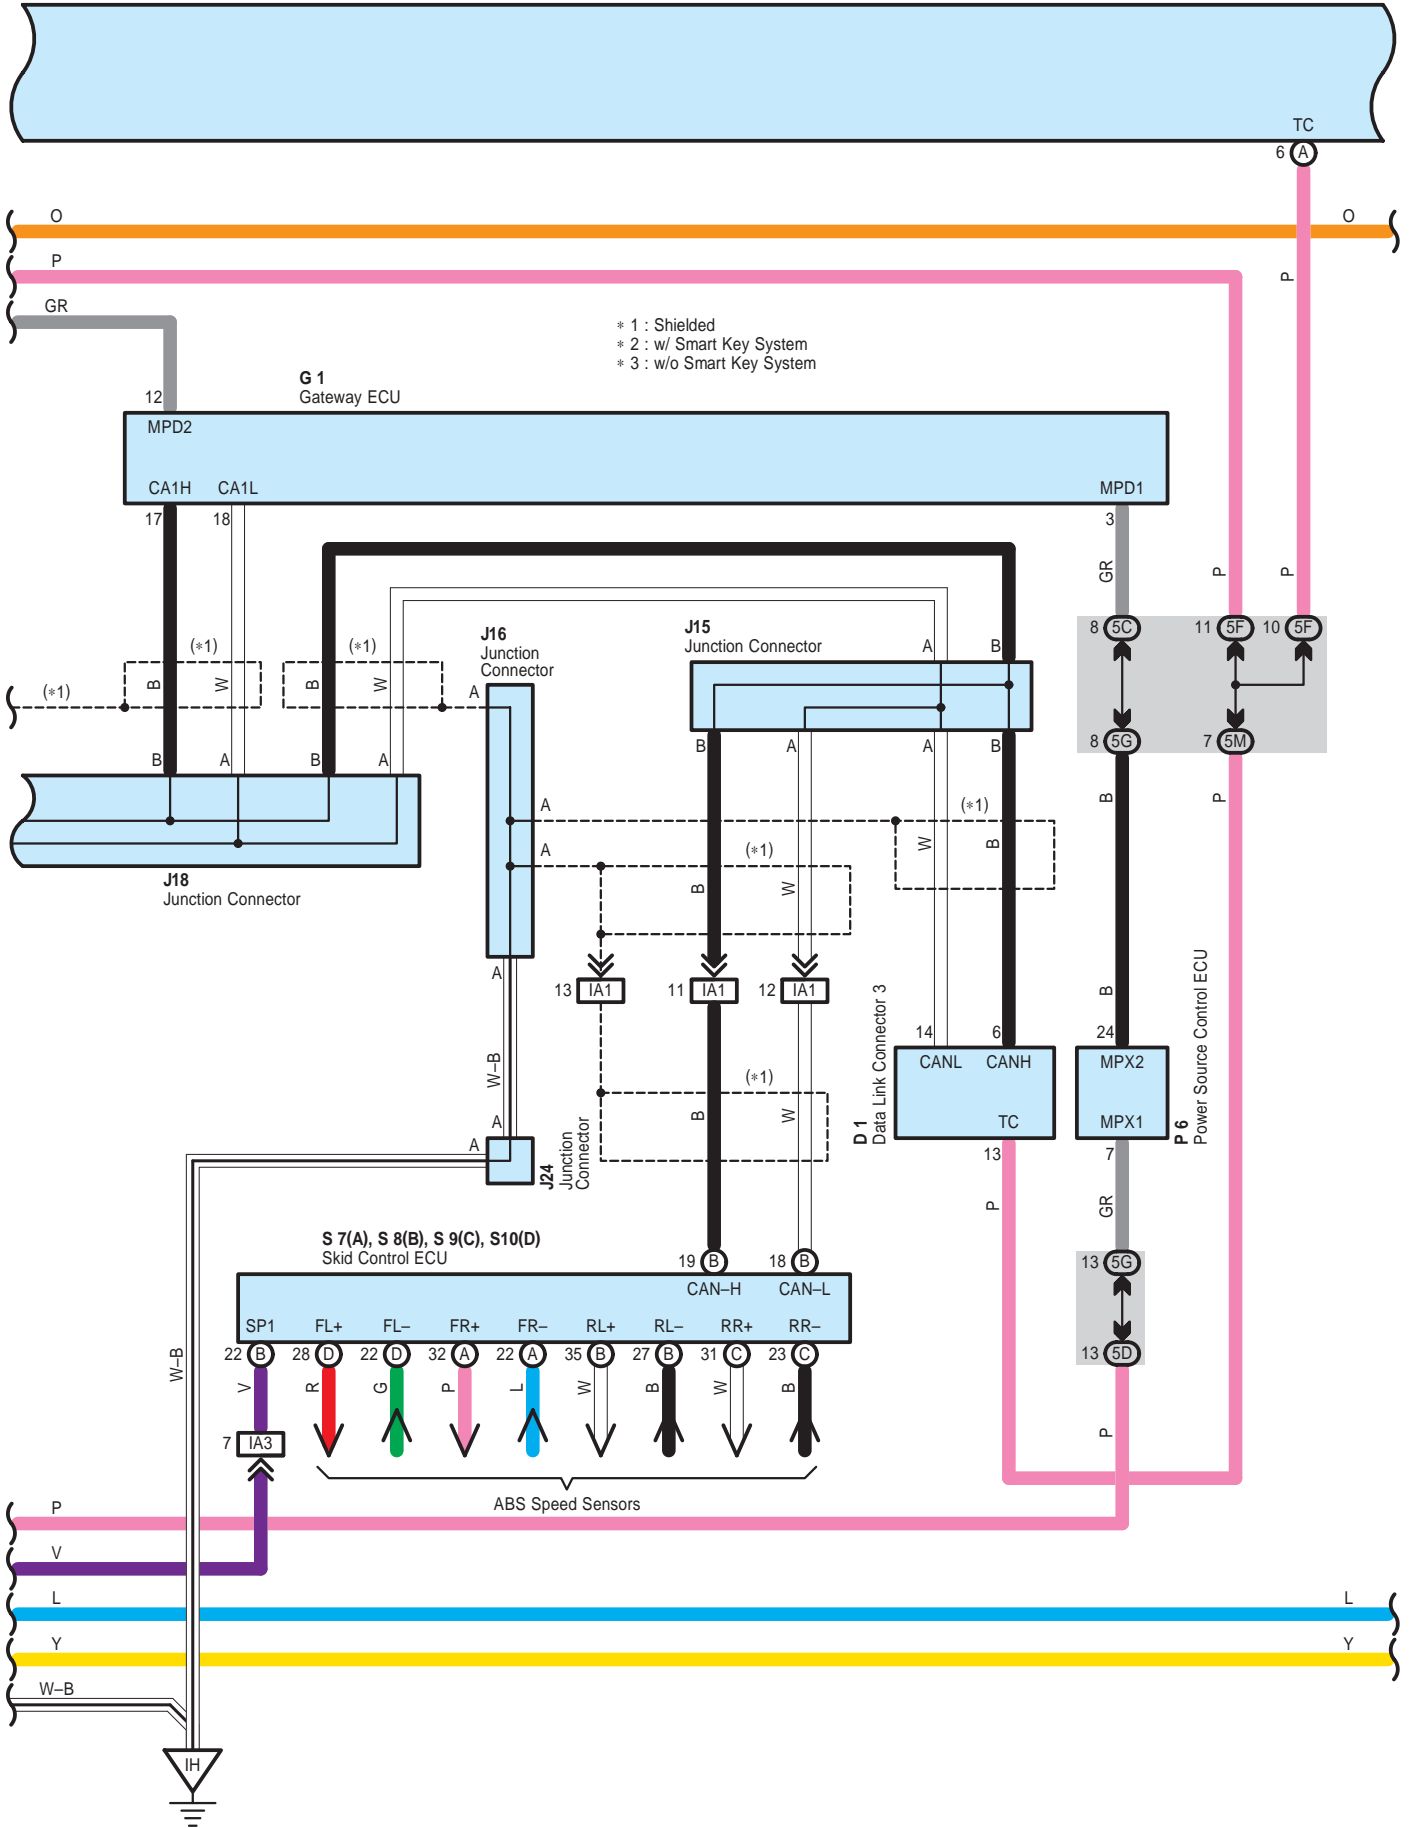 TC
6 A
O O
P
P
GR
* 1 : Shielded
* 2 : w/ Smart Key System
* 3 : w/o Smart Key System
G 1
Gateway ECU
12
MPD2
CA1H CA1L MPD1
17 18 3
GR P P
8 5C 11 5F 10 5F
J16
Junction
Connector
J15
Junction Connector
A B
(*1) (*1)
(*1)
B W B W A
B A B A
B A A B
8 5G 7 5M
J18
Junction Connector
A
A
(*1)
(*1)
B W W B
B P
A
13 IA1 11 IA1 12 IA1
W–B
A
A
J24
Junction
Connector
(*1)
B W
14 6
CANL CANH
TC
13
D 1
Data Link Connector 3
B
24
MPX2
MPX1
7
P 6
Power Source Control ECU
P GR
13 5G
13 5D
P
S 7(A), S 8(B), S 9(C), S10(D)
Skid Control ECU
19 B 18 B
CAN–H CAN–L
SP1 FL+ FL– FR+ FR– RL+ RL– RR+ RR–
22 B 28 D 22 D 32 A 22 A 35 B 27 B 31 C 23 C
W–B
V R G P L W B W B
7 IA3
ABS Speed Sensors
P
V
L L
Y Y
W–B
IH